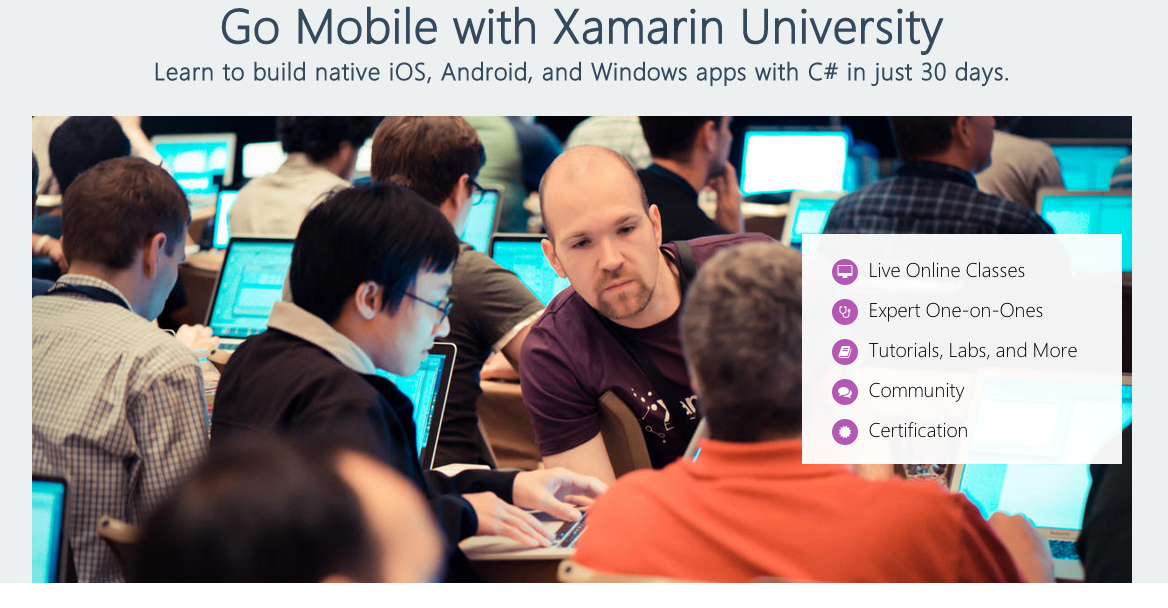 Go Mobile with Xamarin University
Learn to build native iOS, Android, and Windows apps with C# in just 30 days.
Live Online Classes
Expert One-on-Ones
Tutorials, Labs, and More
Community
Certification